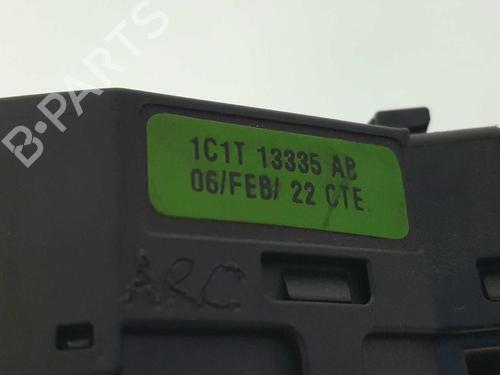 B-PARTS
1C1T 13335 AB
06/FEB/ 22 CTE.
ARC